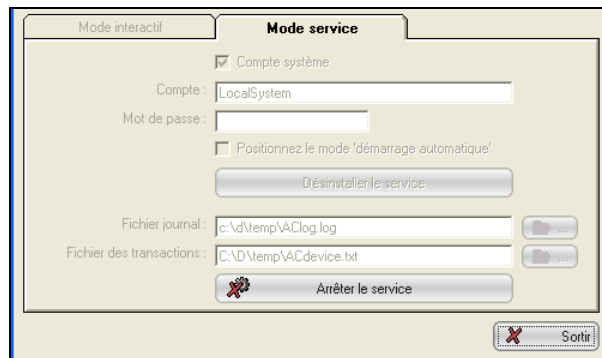 Mode interactif
Mode service
Compte système
Compte :
LocalSystem
Mot de passe :
Positionnez le mode 'démarrage automatique'
Désinstaller le service
Fichier journal :
c:\d\temp\AClog.log
...
Fichier des transactions :
C:\D\temp\ACdevice.txt
...
Arrêter le service
Sortir